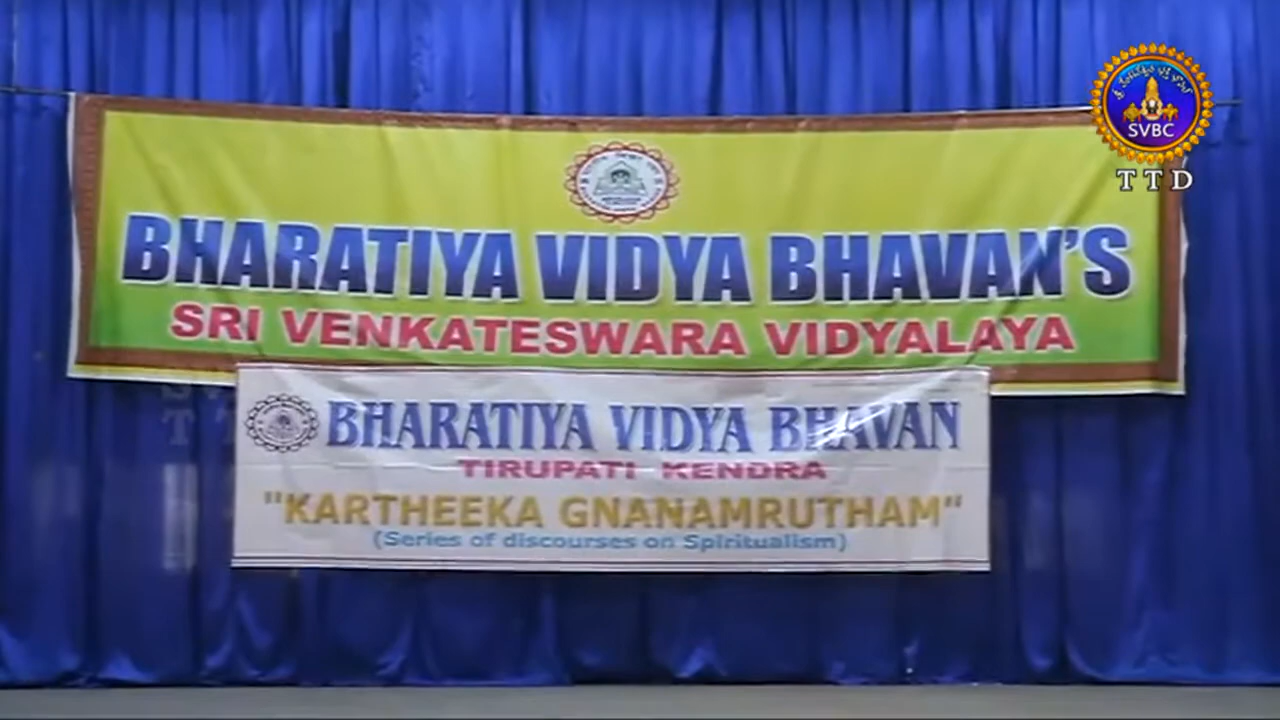 BHARATIYA VIDYA BHAVAN'S
SRI VENKATESWARA VIDYALAYA
BHARATIYA VIDYA BHAVAN
TIRUPATI KENDRA
"KARTHEEKA GNANAMRUTHAM"
(Series of discourses on Spiritualism)
SVBC
TTD